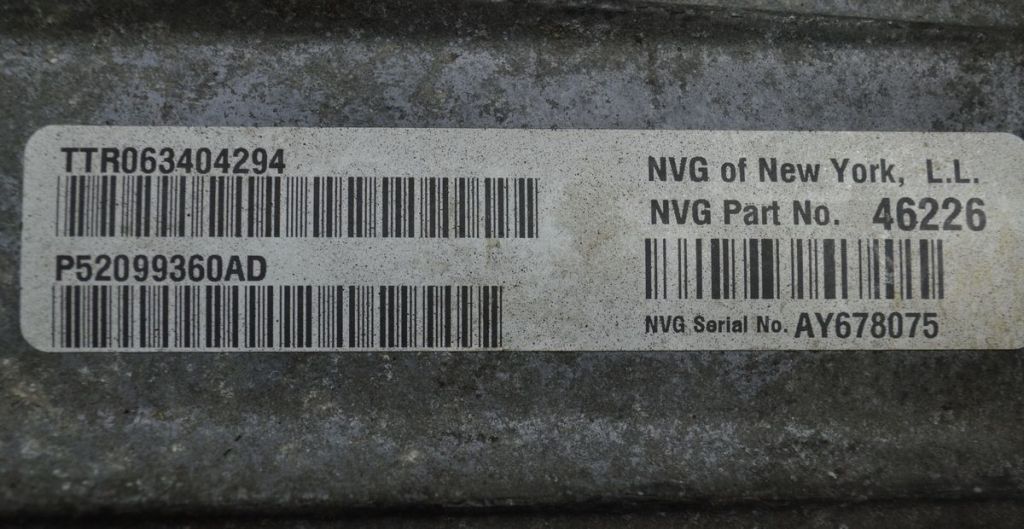 TTR063404294
P52099360AD
NVG of New York, L.L.
NVG Part No. 46226
NVG Serial No. AY678075